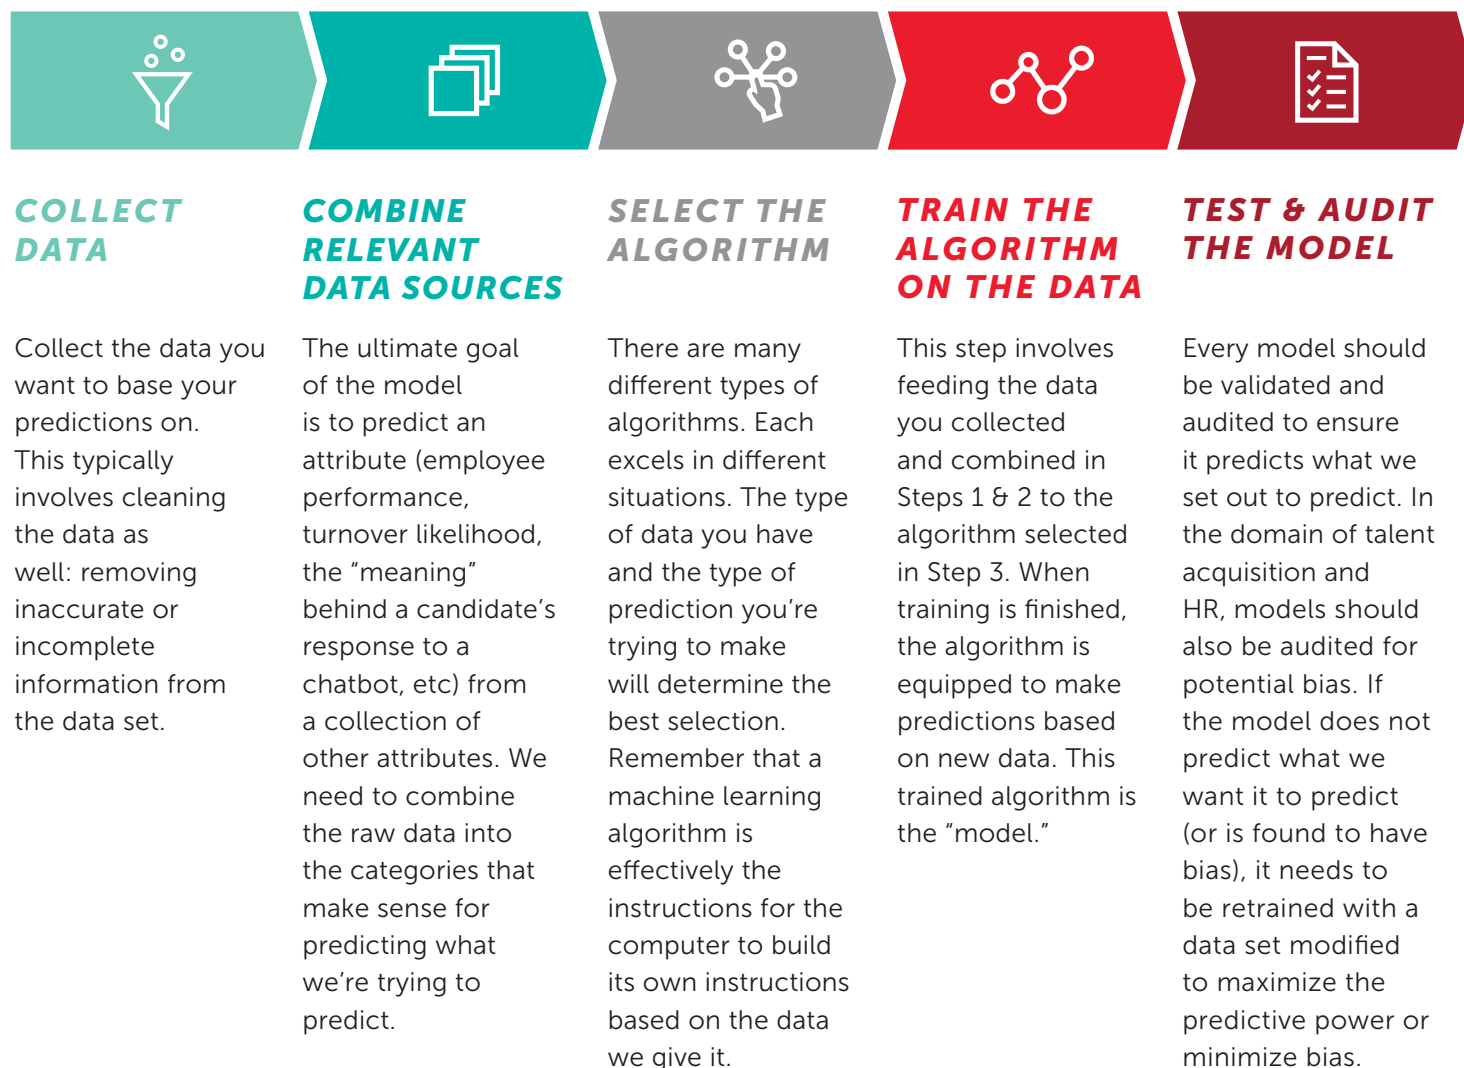 COLLECT
DATA
Collect the data you
want to base your
predictions on.
This typically
involves cleaning
the data as
well: removing
inaccurate or
incomplete
information from
the data set.
COMBINE
RELEVANT
DATA SOURCES
The ultimate goal
of the model
is to predict an
attribute (employee
performance,
turnover likelihood,
the “meaning”
behind a candidate’s
response to a
chatbot, etc) from
a collection of
other attributes. We
need to combine
the raw data into
the categories that
make sense for
predicting what
we’re trying to
predict.
SELECT THE
ALGORITHM
There are many
different types of
algorithms. Each
excels in different
situations. The type
of data you have
and the type of
prediction you’re
trying to make
will determine the
best selection.
Remember that a
machine learning
algorithm is
effectively the
instructions for the
computer to build
its own instructions
based on the data
we give it.
TRAIN THE
ALGORITHM
ON THE DATA
This step involves
feeding the data
you collected
and combined in
Steps 1 & 2 to the
algorithm selected
in Step 3. When
training is finished,
the algorithm is
equipped to make
predictions based
on new data. This
trained algorithm is
the “model.”
TEST & AUDIT
THE MODEL
Every model should
be validated and
audited to ensure
it predicts what we
set out to predict. In
the domain of talent
acquisition and
HR, models should
also be audited for
potential bias. If
the model does not
predict what we
want it to predict
(or is found to have
bias), it needs to
be retrained with a
data set modified
to maximize the
predictive power or
minimize bias.